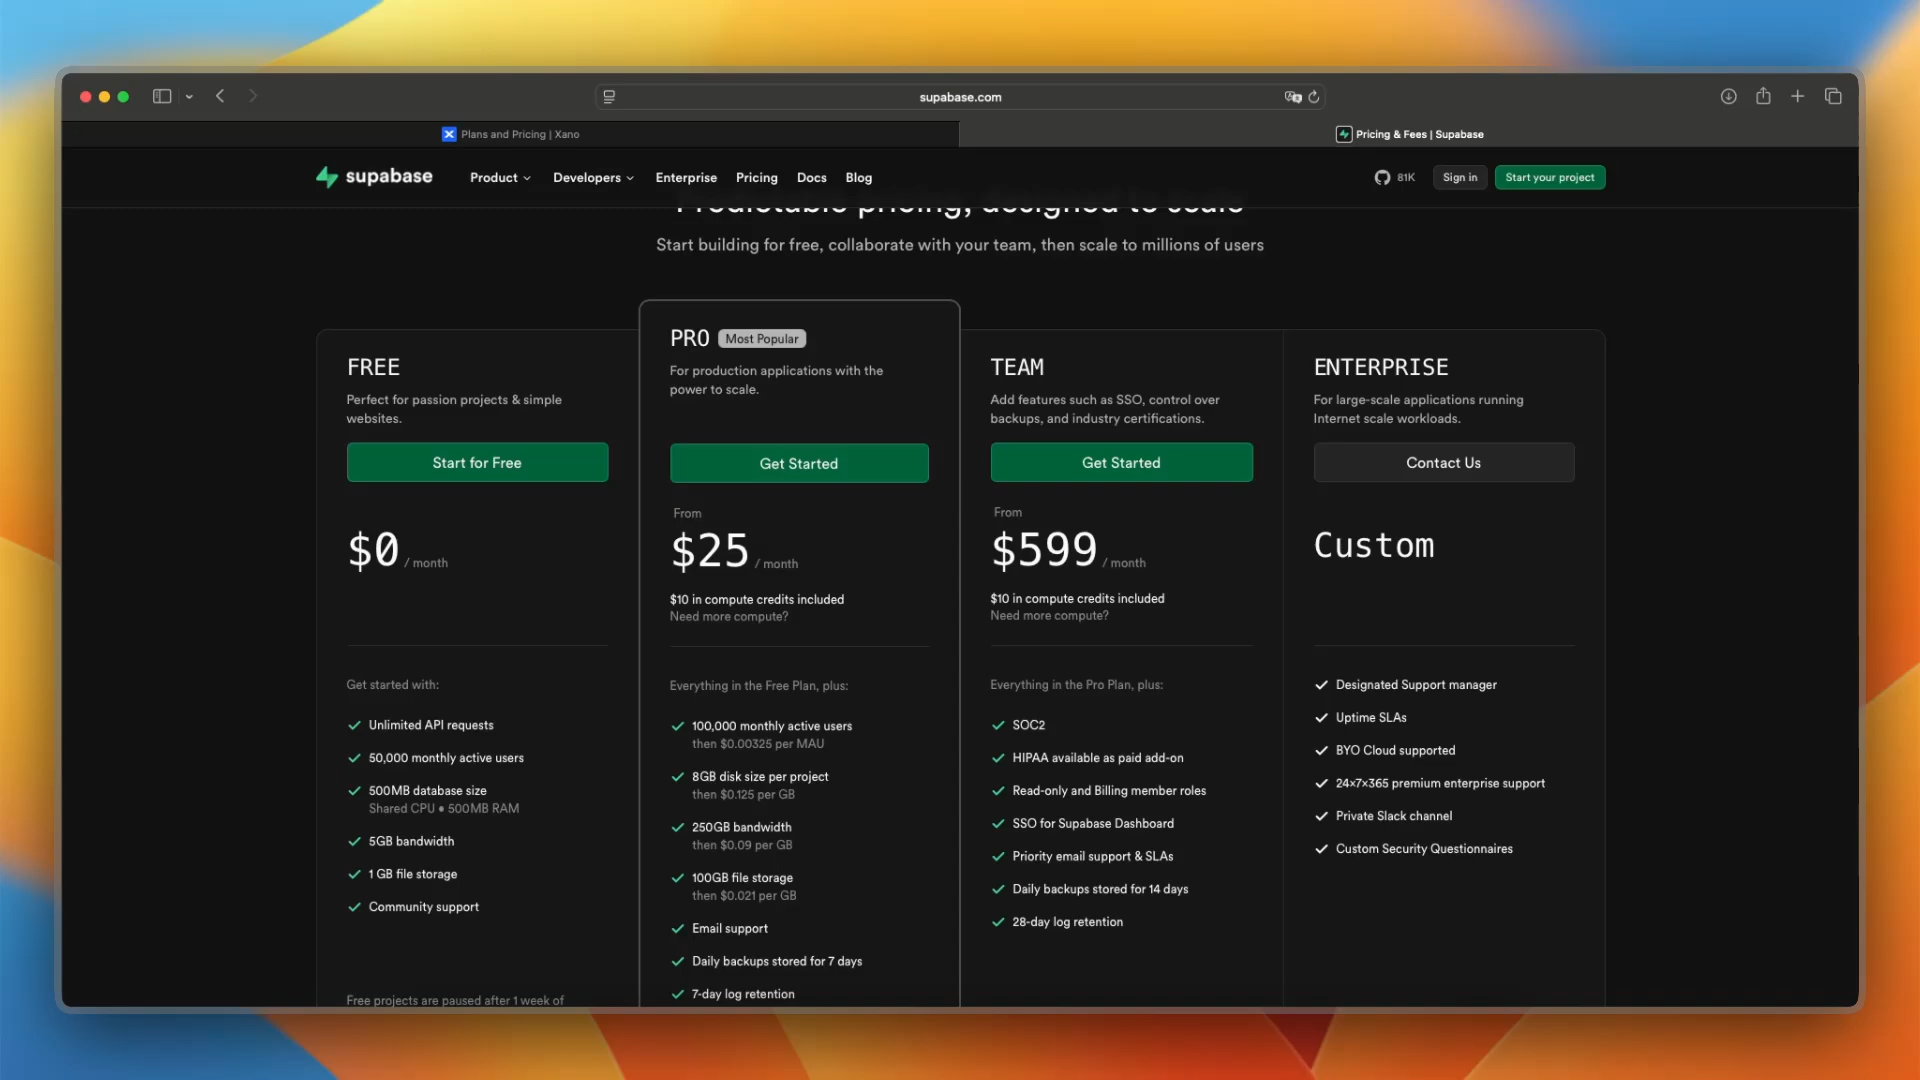 supabase.com
Plans and Pricing | Xano
Pricing & Fees | Supabase
supabase
Product
Developers
Enterprise
Pricing
Docs
Blog
81K
Sign in
Start your project
Predictable pricing, designed to scale
Start building for free, collaborate with your team, then scale to millions of users
FREE
Perfect for passion projects & simple
websites.
Start for Free
$0 / month
Get started with:
Unlimited API requests
50,000 monthly active users
500MB database size
Shared CPU • 500MB RAM
5GB bandwidth
1 GB file storage
Community support
Free projects are paused after 1 week of
PRO Most Popular
For production applications with the
power to scale.
Get Started
From
$25 / month
$10 in compute credits included
Need more compute?
Everything in the Free Plan, plus:
100,000 monthly active users
then $0.00325 per MAU
8GB disk size per project
then $0.125 per GB
250GB bandwidth
then $0.09 per GB
100GB file storage
then $0.021 per GB
Email support
Daily backups stored for 7 days
7-day log retention
TEAM
Add features such as SSO, control over
backups, and industry certifications.
Get Started
From
$599 / month
$10 in compute credits included
Need more compute?
Everything in the Pro Plan, plus:
SOC2
HIPAA available as paid add-on
Read-only and Billing member roles
SSO for Supabase Dashboard
Priority email support & SLAs
Daily backups stored for 14 days
28-day log retention
ENTERPRISE
For large-scale applications running
Internet scale workloads.
Contact Us
Custom
Designated Support manager
Uptime SLAs
BYO Cloud supported
24×7×365 premium enterprise support
Private Slack channel
Custom Security Questionnaires